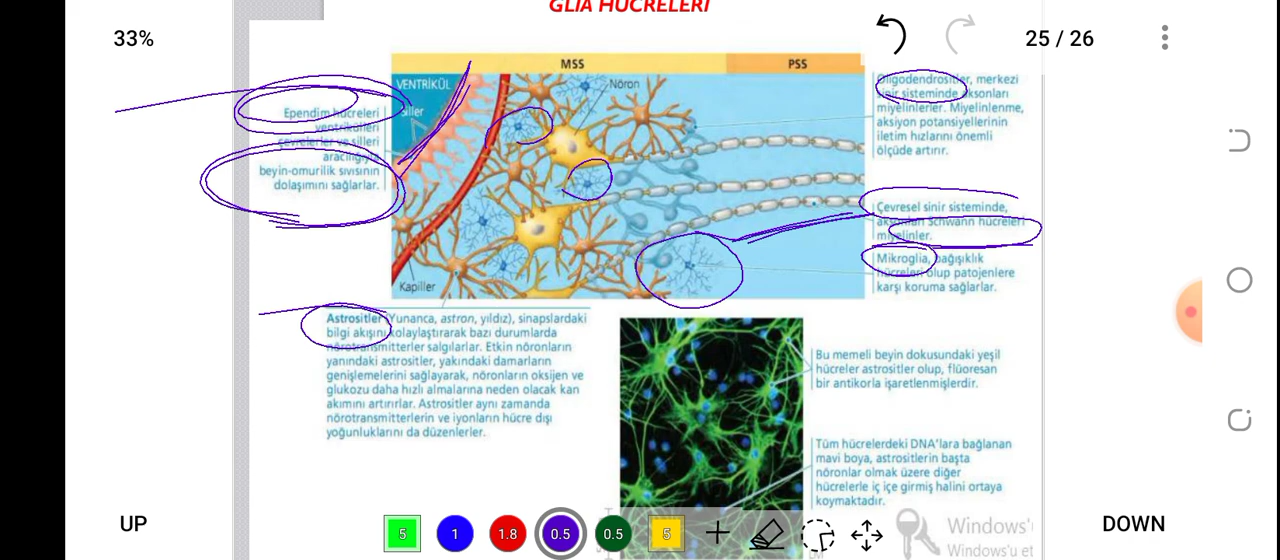 GLİA HÜCRELERİ
33%
25 / 26
MSS
PSS
VENTRİKÜL
Siller
Nöron
Kapiller
Ependim hücreleri
ventrikülleri
çevrelerler ve silleri
aracılığıyla
beyin-omurilik sıvısının
dolaşımını sağlarlar.
Oligodendrositler, merkezi
sinir sisteminde aksonları
miyelinlerler. Miyelinlenme,
aksiyon potansiyellerinin
iletim hızlarını önemli
ölçüde artırır.
Çevresel sinir sisteminde,
aksonları Schwann hücreleri
miyelinler.
Mikroglia, bağışıklık
hücreleri olup patojenlere
karşı koruma sağlarlar.
Astrositler (Yunanca, astron, yıldız), sinapslardaki
bilgi akışını kolaylaştırarak bazı durumlarda
nörotransmitterler salgılarlar. Etkin nöronların
yanındaki astrositler, yakındaki damarların
genişlemelerini sağlayarak, nöronların oksijen ve
glukozu daha hızlı almalarına neden olacak kan
akımını artırırlar. Astrositler aynı zamanda
nörotransmitterlerin ve iyonların hücre dışı
yoğunluklarını da düzenlerler.
Bu memeli beyin dokusundaki yeşil
hücreler astrositler olup, flüoresan
bir antikorla işaretlenmişlerdir.
Tüm hücrelerdeki DNA'lara bağlanan
mavi boya, astrositlerin başta
nöronlar olmak üzere diğer
hücrelerle iç içe girmiş halini ortaya
koymaktadır.
UP
DOWN
5
1
1.8
0.5
0.5
5
Windows'u
Windows'u et